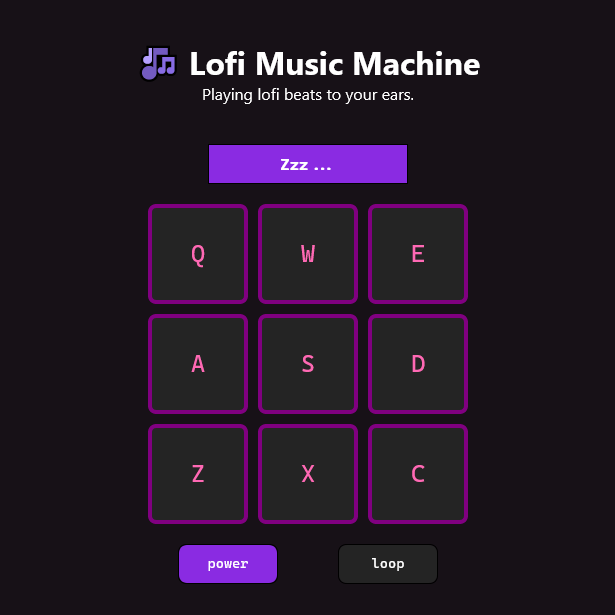 Lofi Music Machine
Playing lofi beats to your ears.
Zzz ...
Q W E
A S D
Z X C
power loop